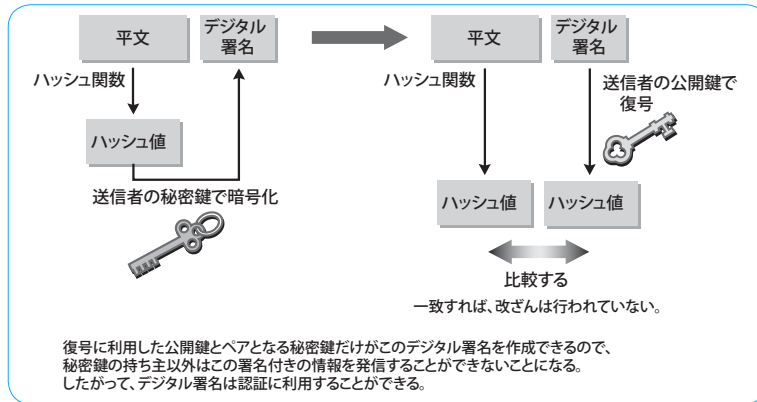 平文
デジタル
署名
ハッシュ関数
ハッシュ値
送信者の秘密鍵で暗号化
平文
デジタル
署名
ハッシュ関数
送信者の公開鍵で
復号
ハッシュ値
ハッシュ値
比較する
一致すれば、改ざんは行われていない。
復号に利用した公開鍵とペアとなる秘密鍵だけがこのデジタル署名を作成できるので、
秘密鍵の持ち主以外はこの署名付きの情報を発信することができないことになる。
したがって、デジタル署名は認証に利用することができる。